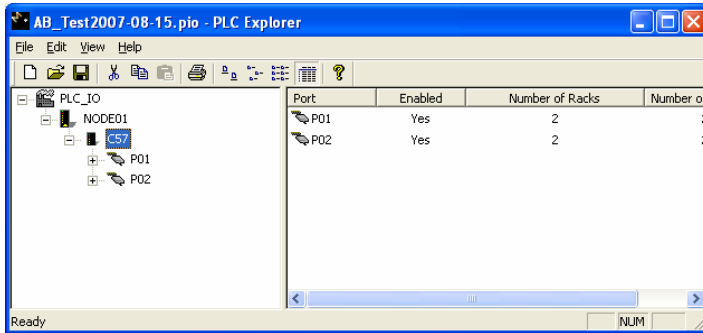 AB_Test2007-08-15.pio - PLC Explorer
File Edit View Help
PLC_IO
NODE01
C57
P01
P02
Port Enabled Number of Racks Number o
P01 Yes 2
P02 Yes 2
Ready
NUM